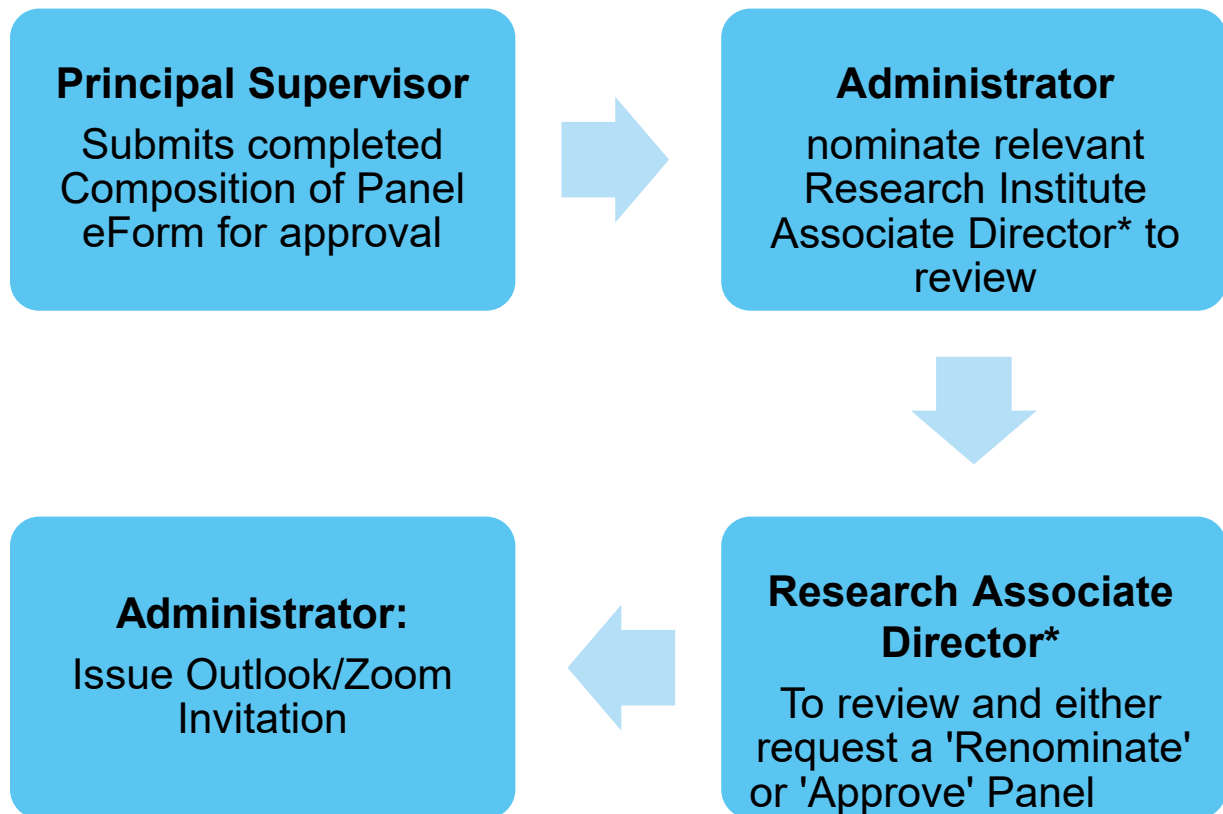 Principal Supervisor
Submits completed
Composition of Panel
eForm for approval
Administrator
nominate relevant
Research Institute
Associate Director* to
review
Research Associate
Director*
To review and either
request a 'Renominate'
or 'Approve' Panel
Administrator:
Issue Outlook/Zoom
Invitation